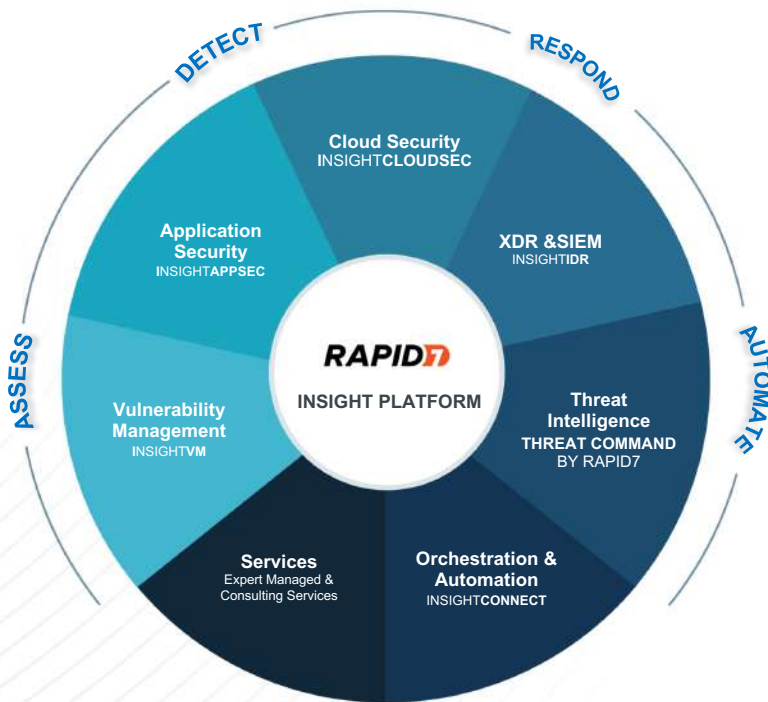 DETECT
RESPOND
ASSESS
AUTOMATE
Cloud Security
INSIGHTCLOUDSEC
Application
Security
INSIGHTAPPSEC
XDR &SIEM
INSIGHTIDR
RAPID7
INSIGHT PLATFORM
Vulnerability
Management
INSIGHTVM
Threat
Intelligence
THREAT COMMAND
BY RAPID7
Services
Expert Managed &
Consulting Services
Orchestration &
Automation
INSIGHTCONNECT